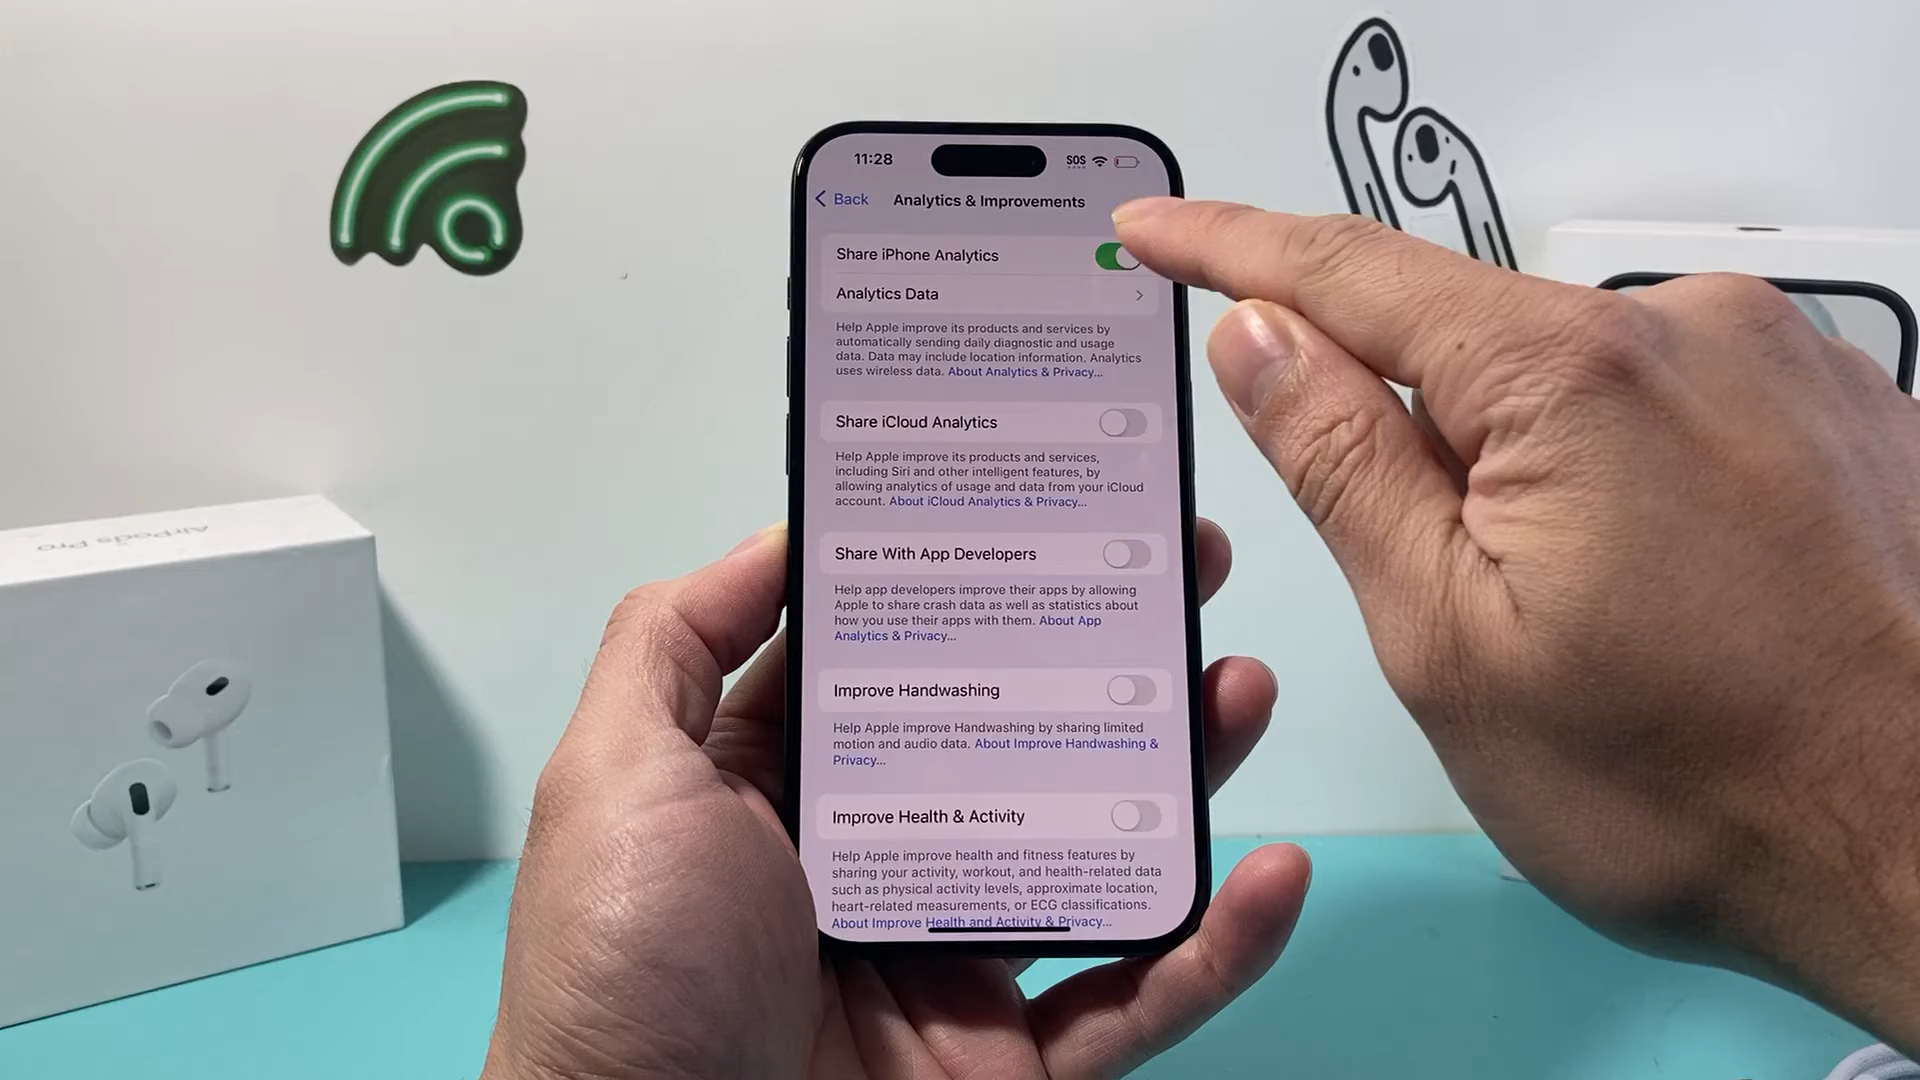 11:28
SOS
Back
Analytics & Improvements
Share iPhone Analytics
Analytics Data
Help Apple improve its products and services by
automatically sending daily diagnostic and usage
data. Data may include location information. Analytics
uses wireless data. About Analytics & Privacy...
Share iCloud Analytics
Help Apple improve its products and services,
including Siri and other intelligent features, by
allowing analytics of usage and data from your iCloud
account. About iCloud Analytics & Privacy...
Share With App Developers
Help app developers improve their apps by allowing
Apple to share crash data as well as statistics about
how you use their apps with them. About App
Analytics & Privacy...
Improve Handwashing
Help Apple improve Handwashing by sharing limited
motion and audio data. About Improve Handwashing &
Privacy...
Improve Health & Activity
Help Apple improve health and fitness features by
sharing your activity, workout, and health-related data
such as physical activity levels, approximate location,
heart-related measurements, or ECG classifications.
About Improve Health and Activity & Privacy...
AirPods Pro